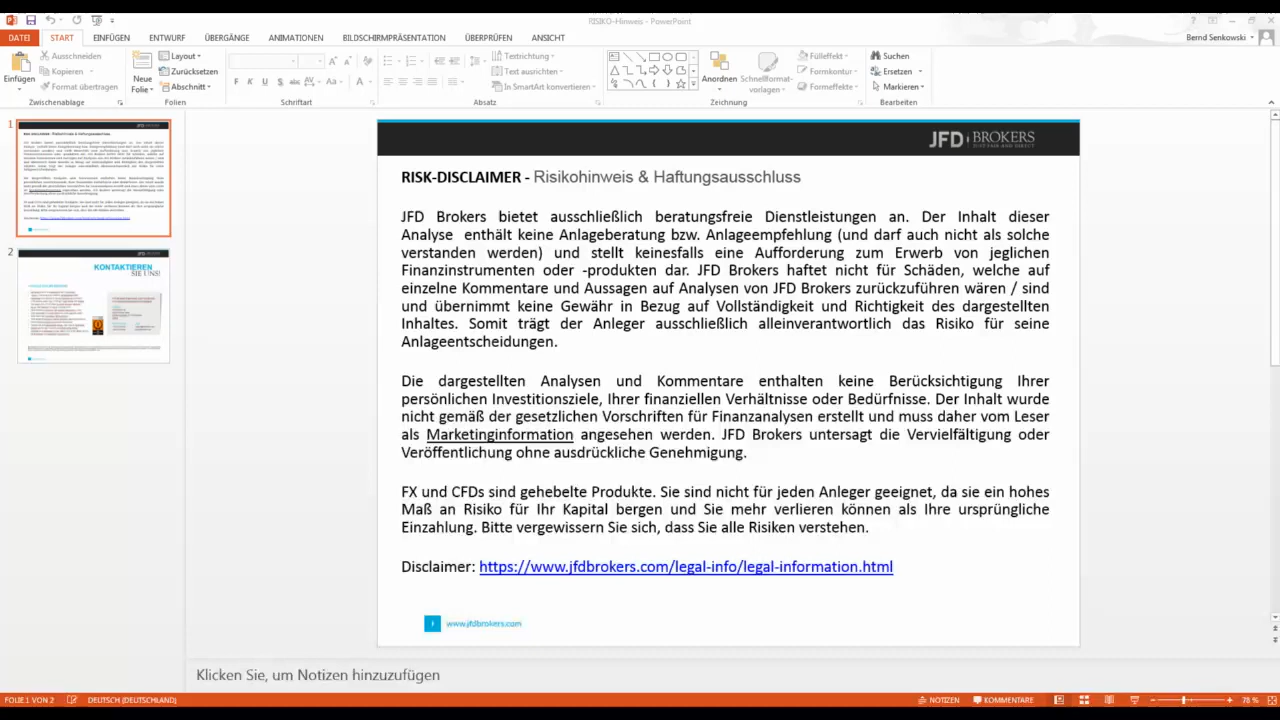 RISIKO-Hinweis - PowerPoint
DATEI START EINFÜGEN ENTWURF ÜBERGÄNGE ANIMATIONEN BILDSCHIRMPRÄSENTATION ÜBERPRÜFEN ANSICHT Bernd Senkowski
Einfügen
Ausschneiden
Kopieren
Format übertragen
Zwischenablage
Neue
Folie
Layout
Zurücksetzen
Abschnitt
Folien
F K U S abc AV Aa A
Schriftart
Textrichtung
Text ausrichten
In SmartArt konvertieren
Absatz
Anordnen
Schnellformat-
vorlagen
Fülleffekt
Formkontur
Formeffekte
Zeichnung
Suchen
Ersetzen
Markieren
Bearbeiten
1
2
KONTAKTIEREN
SIE UNS!
JFD BROKERS
JUST FAIR AND DIRECT
RISK-DISCLAIMER - Risikohinweis & Haftungsausschluss
JFD Brokers bietet ausschließlich beratungsfreie Dienstleistungen an. Der Inhalt dieser
Analyse enthält keine Anlageberatung bzw. Anlageempfehlung (und darf auch nicht als solche
verstanden werden) und stellt keinesfalls eine Aufforderung zum Erwerb von jeglichen
Finanzinstrumenten oder -produkten dar. JFD Brokers haftet nicht für Schäden, welche auf
einzelne Kommentare und Aussagen auf Analysen von JFD Brokers zurückzuführen wären / sind
und übernimmt keine Gewähr in Bezug auf Vollständigkeit und Richtigkeit des dargestellten
Inhaltes. Somit trägt der Anleger ausschließlich alleinverantwortlich das Risiko für seine
Anlageentscheidungen.
Die dargestellten Analysen und Kommentare enthalten keine Berücksichtigung Ihrer
persönlichen Investitionsziele, Ihrer finanziellen Verhältnisse oder Bedürfnisse. Der Inhalt wurde
nicht gemäß der gesetzlichen Vorschriften für Finanzanalysen erstellt und muss daher vom Leser
als Marketinginformation angesehen werden. JFD Brokers untersagt die Vervielfältigung oder
Veröffentlichung ohne ausdrückliche Genehmigung.
FX und CFDs sind gehebelte Produkte. Sie sind nicht für jeden Anleger geeignet, da sie ein hohes
Maß an Risiko für Ihr Kapital bergen und Sie mehr verlieren können als Ihre ursprüngliche
Einzahlung. Bitte vergewissern Sie sich, dass Sie alle Risiken verstehen.
Disclaimer: https://www.jfdbrokers.com/legal-info/legal-information.html
www.jfdbrokers.com
Klicken Sie, um Notizen hinzuzufügen
FOLIE 1 VON 2 DEUTSCH (DEUTSCHLAND) NOTIZEN KOMMENTARE 78 %